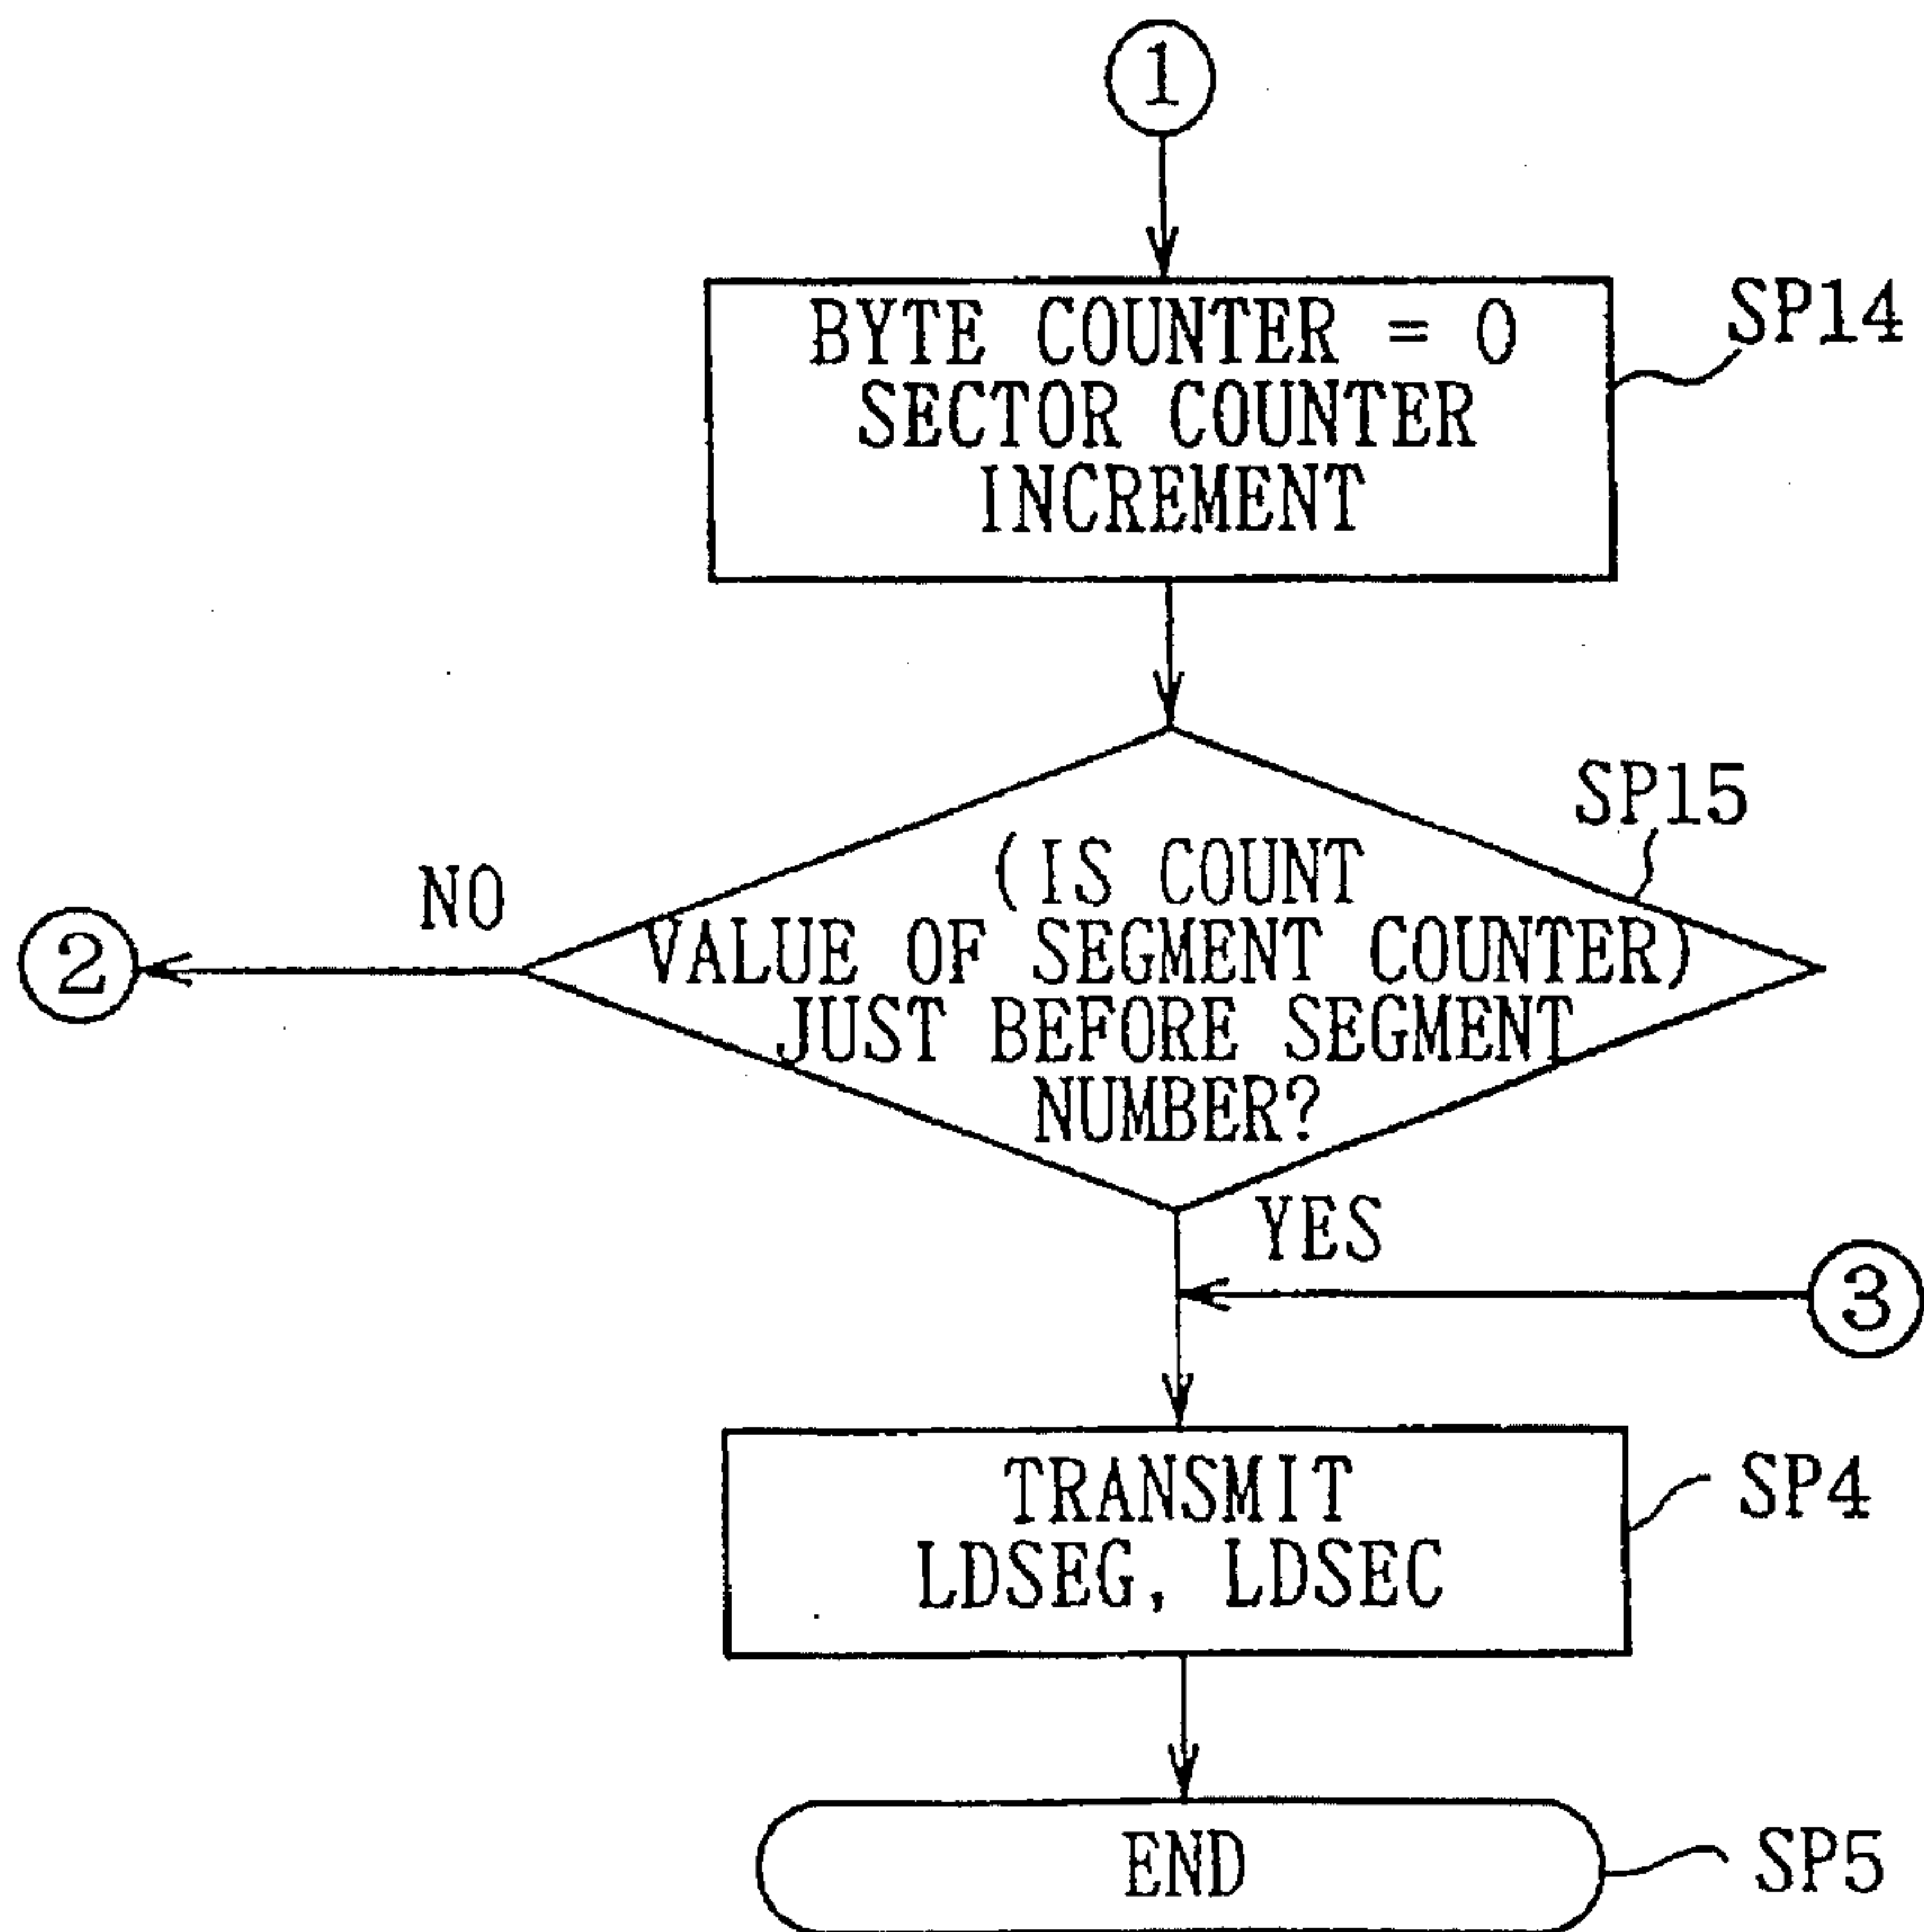 1
BYTE COUNTER = 0
SECTOR COUNTER
INCREMENT
SP14
SP15
(IS COUNT
VALUE OF SEGMENT COUNTER)
JUST BEFORE SEGMENT
NUMBER?
NO
2
YES
3
TRANSMIT
LDSEG, LDSEC
SP4
END
SP5